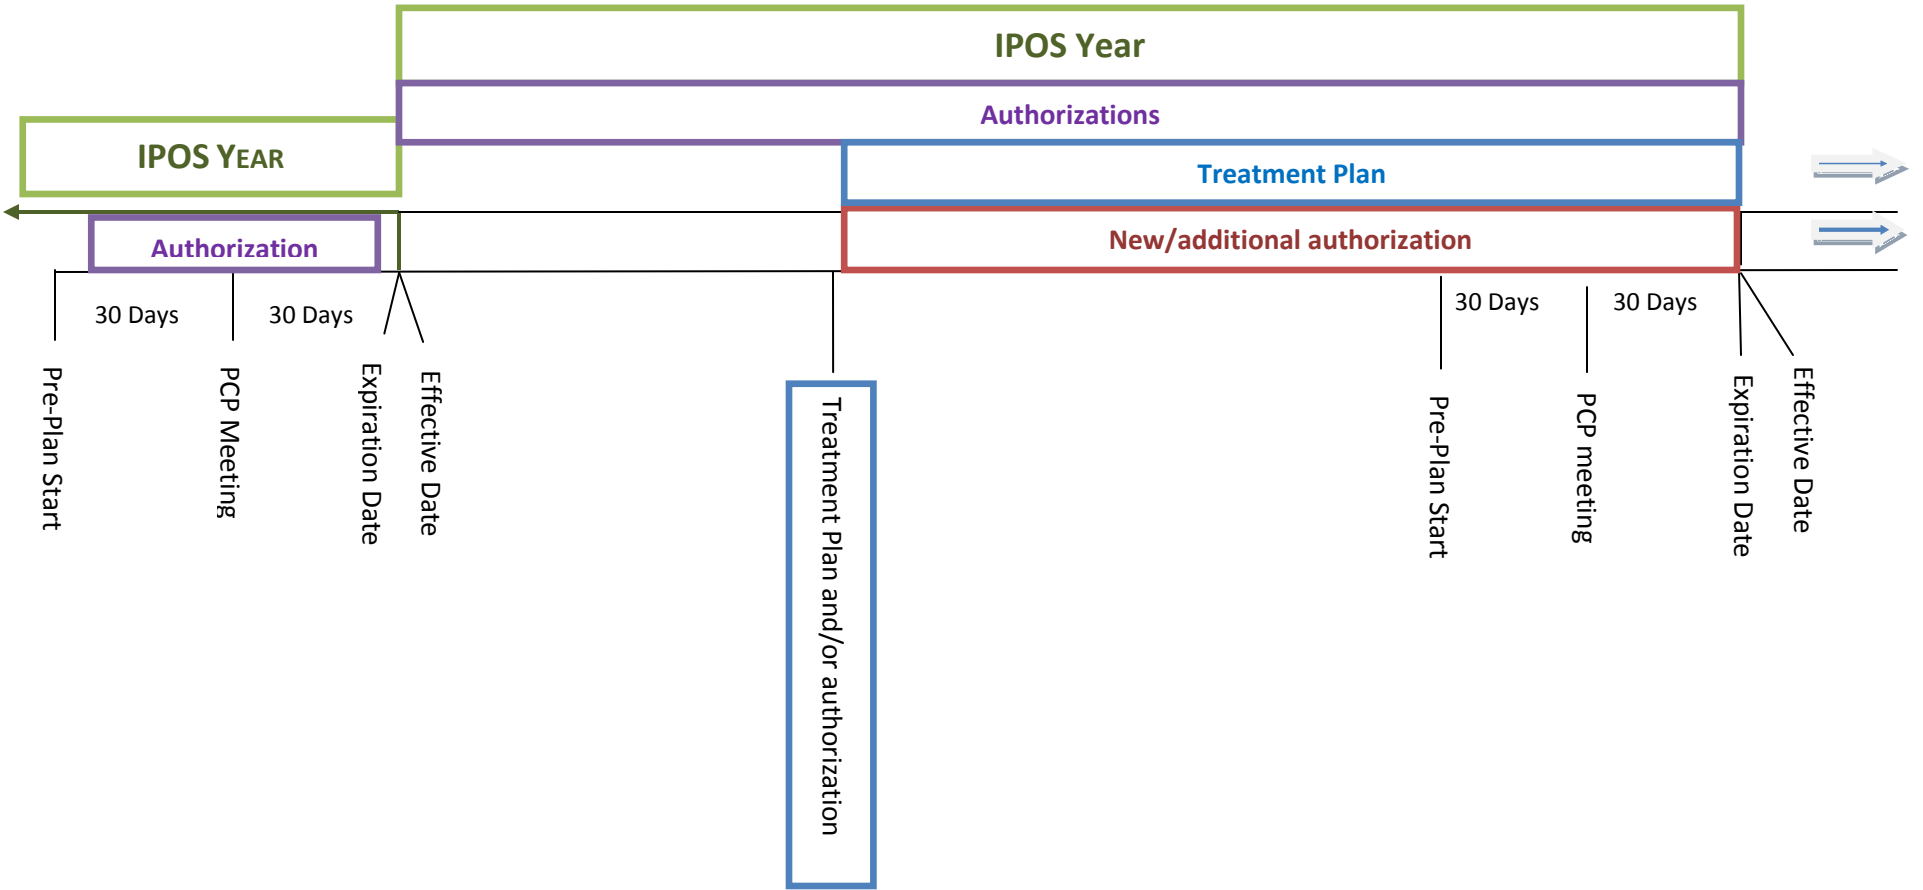 IPOS Year
Authorizations
IPOS YEAR
Treatment Plan
Authorization
New/additional authorization
30 Days
30 Days
30 Days
30 Days
Pre-Plan Start
PCP Meeting
Expiration Date
Effective Date
Treatment Plan and/or authorization
Pre-Plan Start
PCP meeting
Expiration Date
Effective Date